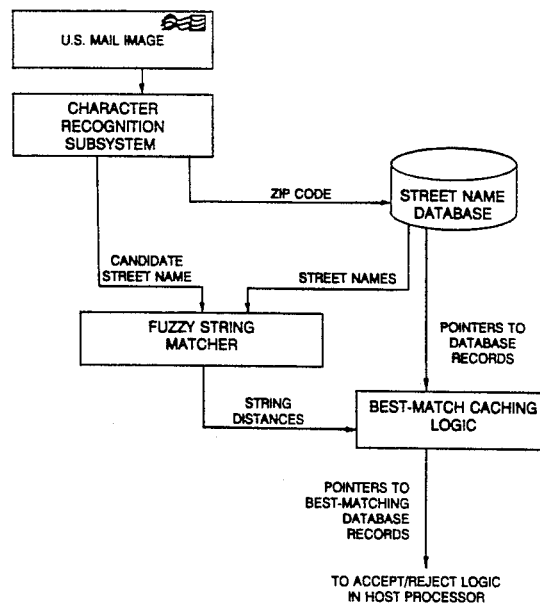 U.S. MAIL IMAGE
CHARACTER
RECOGNITION
SUBSYSTEM
ZIP CODE
STREET NAME
DATABASE
CANDIDATE
STREET NAME
STREET NAMES
FUZZY STRING
MATCHER
POINTERS TO
DATABASE
RECORDS
STRING
DISTANCES
BEST-MATCH CACHING
LOGIC
POINTERS TO
BEST-MATCHING
DATABASE
RECORDS
TO ACCEPT/REJECT LOGIC
IN HOST PROCESSOR